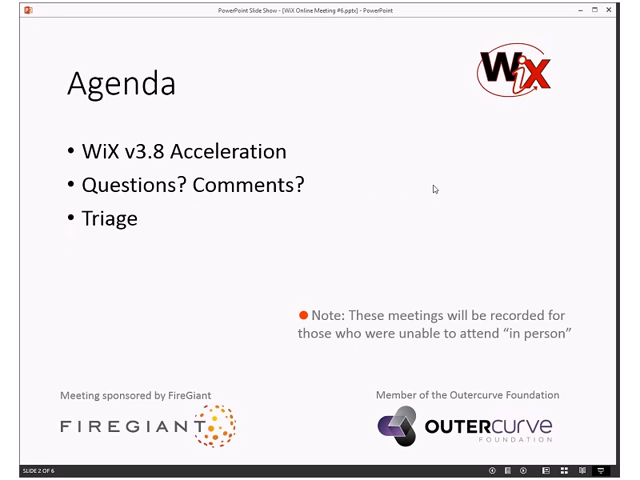 PowerPoint Slide Show - [WiX Online Meeting #6.pptx] - PowerPoint
Agenda
WiX
• WiX v3.8 Acceleration
• Questions? Comments?
• Triage
Note: These meetings will be recorded for
those who were unable to attend “in person”
Meeting sponsored by FireGiant
FIREGIANT
Member of the Outercurve Foundation
OUTERCURVE
FOUNDATION
SLIDE 2 OF 6